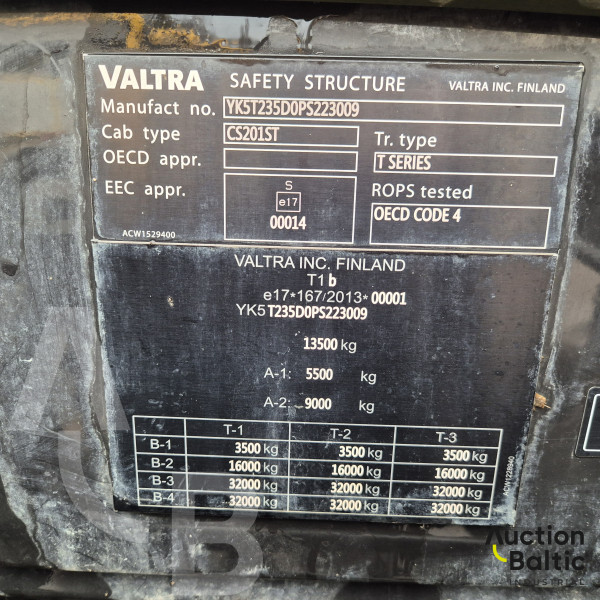 VALTRA SAFETY STRUCTURE VALTRA INC. FINLAND
Manufact no. YK5T235D0PS223009
Cab type CS201ST Tr. type
OECD appr. T SERIES
EEC appr. S ROPS tested
e17 OECD CODE 4
00014
ACW1529400
VALTRA INC. FINLAND
T1b
e17*167/2013*00001
YK5T235D0PS223009
13500 kg
A-1: 5500 kg
A-2: 9000 kg
T-1 T-2 T-3
B-1 3500 kg 3500 kg 3500 kg
B-2 16000 kg 16000 kg 16000 kg
B-3 32000 kg 32000 kg 32000 kg
B-4 32000 kg 32000 kg 32000 kg
ACW1228940
Auction
Baltic
INDUSTRIAL
A
B